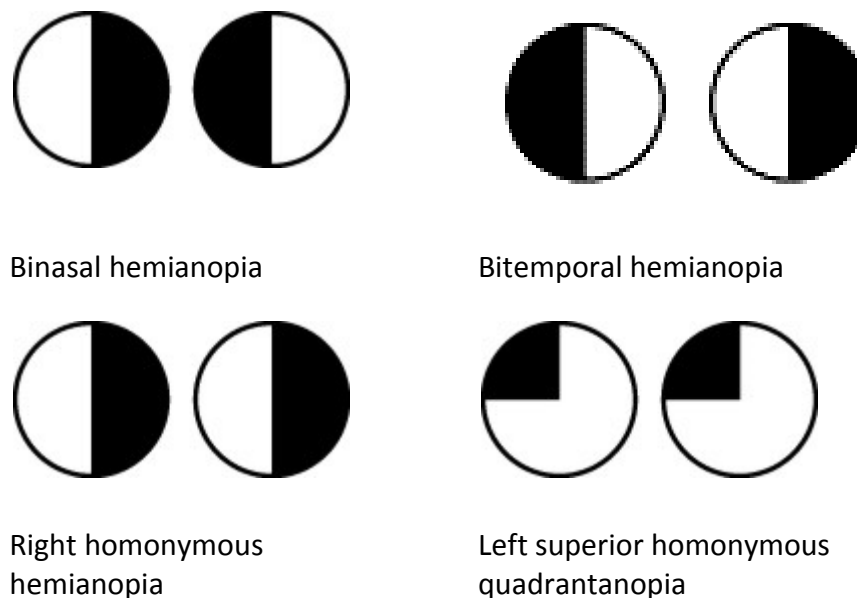 Binasal hemianopia
Bitemporal hemianopia
Right homonymous
hemianopia
Left superior homonymous
quadrantanopia